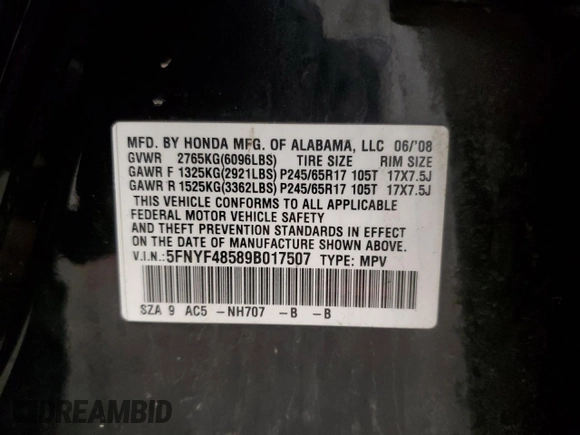 MFD. BY HONDA MFG. OF ALABAMA, LLC 06/'08
GVWR 2765KG(6096LBS) TIRE SIZE RIM SIZE
GAWR F 1325KG(2921LBS) P245/65R17 105T 17X7.5J
GAWR R 1525KG(3362LBS) P245/65R17 105T 17X7.5J
THIS VEHICLE CONFORMS TO ALL APPLICABLE
FEDERAL MOTOR VEHICLE SAFETY
AND THEFT PREVENTION STANDARDS IN EFFECT
ON THE DATE OF MANUFACTURE SHOWN ABOVE.
V.I.N.: 5FNYF48589B017507 TYPE: MPV
SZA 9 AC5 -NH707 -B -B
DREAMBID